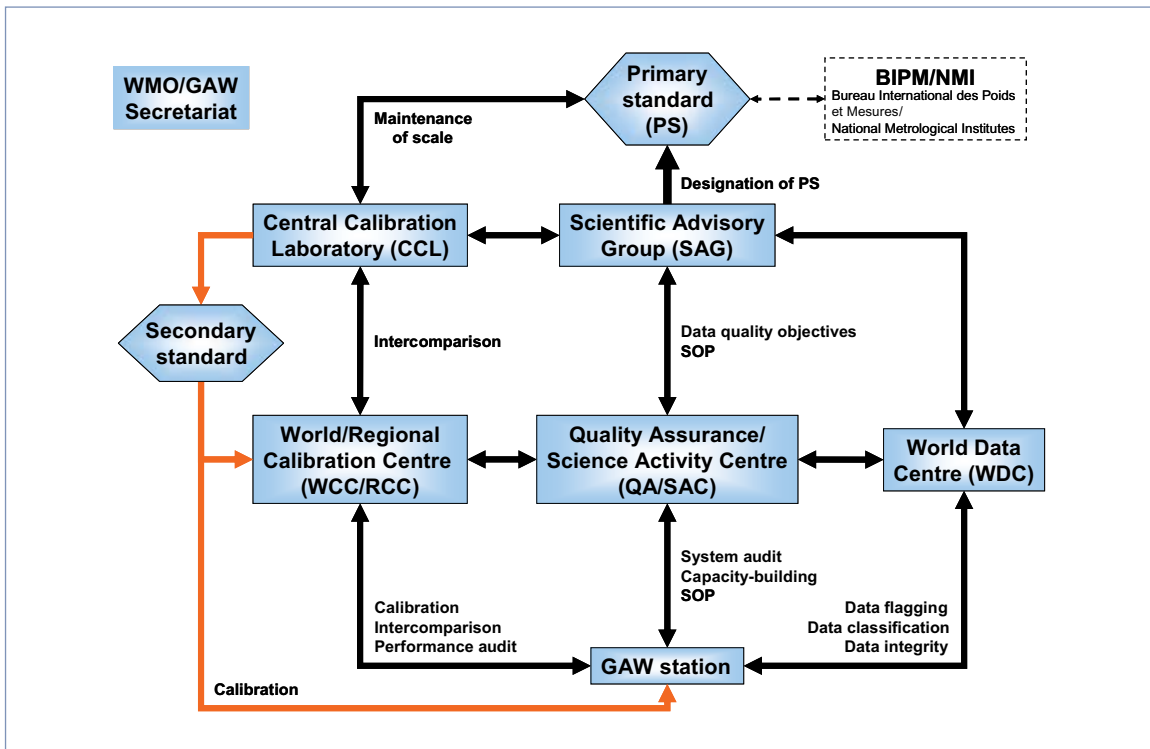 WMO/GAW
Secretariat
Primary
standard
(PS)
BIPM/NMI
Bureau International des Poids
et Mesures/
National Metrological Institutes
Maintenance
of scale
Designation of PS
Central Calibration
Laboratory (CCL)
Scientific Advisory
Group (SAG)
Secondary
standard
Intercomparison
Data quality objectives
SOP
World/Regional
Calibration Centre
(WCC/RCC)
Quality Assurance/
Science Activity Centre
(QA/SAC)
World Data
Centre (WDC)
System audit
Capacity-building
SOP
Calibration
Intercomparison
Performance audit
Data flagging
Data classification
Data integrity
GAW station
Calibration